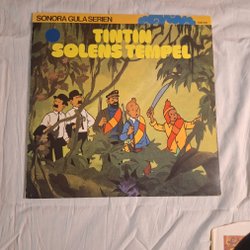 SONORA GULA SERIEN
TINTIN
SOLENS TEMPEL